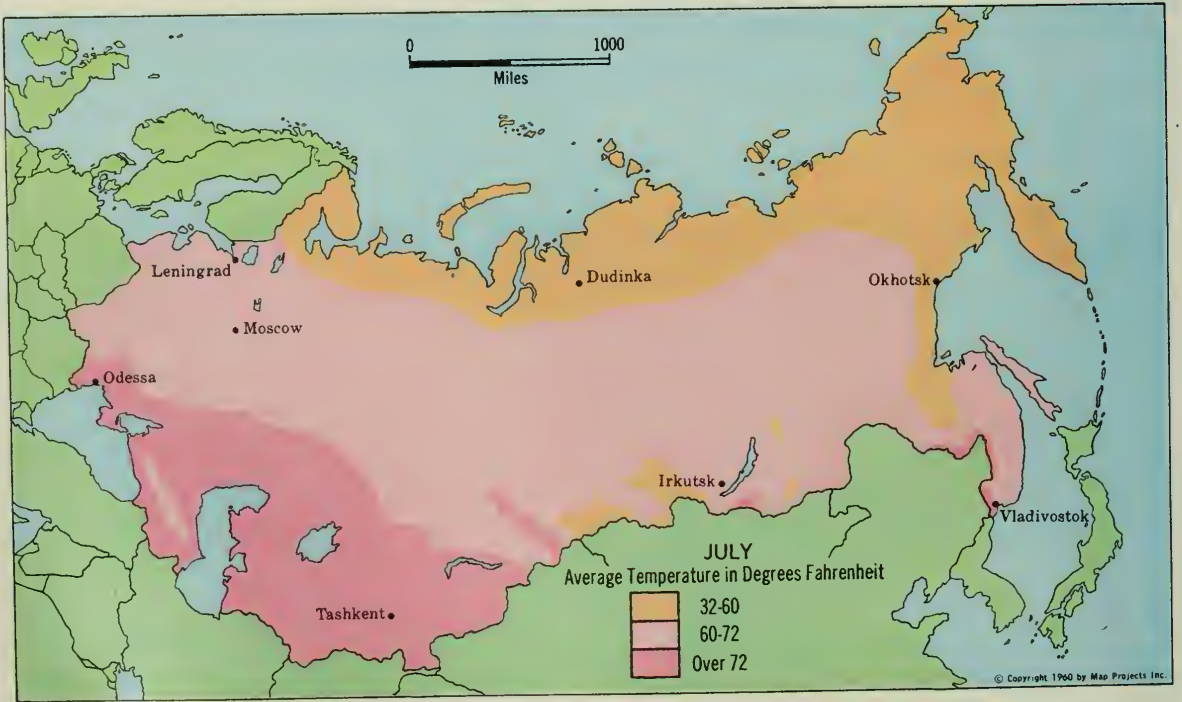 0 1000
Miles
Leningrad
Dudinka
Okhotsk
Moscow
Odessa
Irkutsk
Vladivostok
Tashkent
JULY
Average Temperature in Degrees Fahrenheit
32-60
60-72
Over 72
© Copyright 1960 by Map Projects Inc.